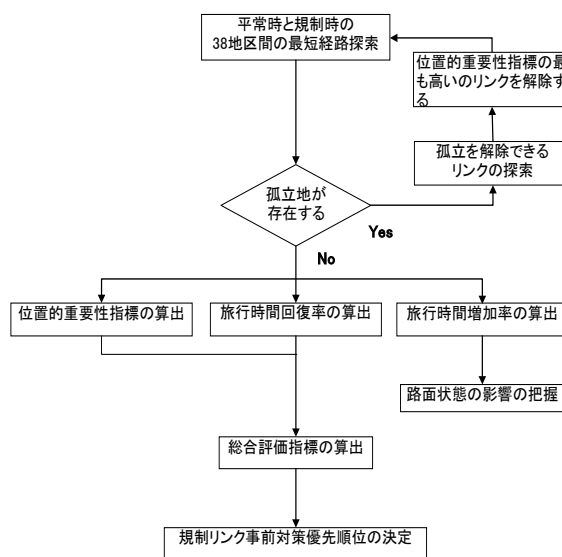 平常時と規制時の
38地区間の最短経路探索
位置的重要性指標の最
も高いのリンクを解除す
る
孤立を解除できる
リンクの探索
孤立地が
存在する
Yes
No
位置的重要性指標の算出
旅行時間回復率の算出
旅行時間増加率の算出
路面状態の影響の把握
総合評価指標の算出
規制リンク事前対策優先順位の決定